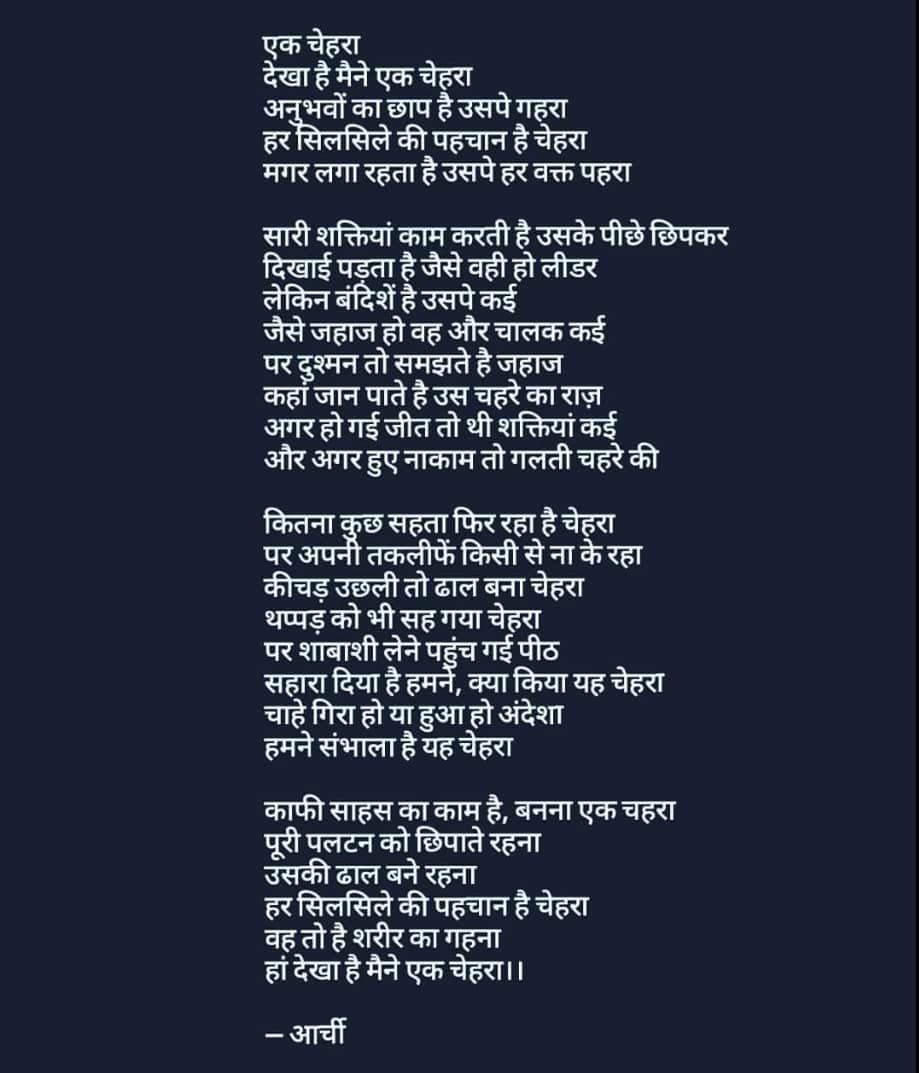 एक चेहरा
देखा है मैने एक चेहरा
अनुभवों का छाप है उसपे गहरा
हर सिलसिले की पहचान है चेहरा
मगर लगा रहता है उसपे हर वक्त पहरा

सारी शक्तियां काम करती है उसके पीछे छिपकर
दिखाई पड़ता है जैसे वही हो लीडर
लेकिन बंदिशें है उसपे कई
जैसे जहाज हो वह और चालक कई
पर दुश्मन तो समझते है जहाज
कहां जान पाते है उस चहरे का राज़
अगर हो गई जीत तो थी शक्तियां कई
और अगर हुए नाकाम तो गलती चहरे की

कितना कुछ सहता फिर रहा है चेहरा
पर अपनी तकलीफें किसी से ना के रहा
कीचड़ उछली तो ढाल बना चेहरा
थप्पड़ को भी सह गया चेहरा
पर शाबाशी लेने पहुंच गई पीठ
सहारा दिया है हमने, क्या किया यह चेहरा
चाहे गिरा हो या हुआ हो अंदेशा
हमने संभाला है यह चेहरा

काफी साहस का काम है, बनना एक चहरा
पूरी पलटन को छिपाते रहना
उसकी ढाल बने रहना
हर सिलसिले की पहचान है चेहरा
वह तो है शरीर का गहना
हां देखा है मैने एक चेहरा।।

– आर्ची